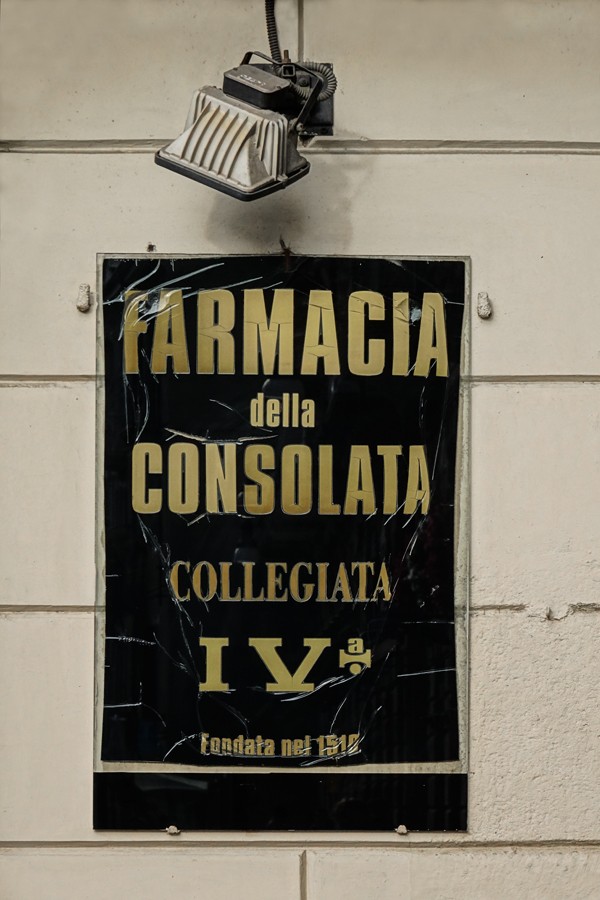 FARMACIA
della
CONSOLATA
COLLEGIATA
IVª
Fondata nel